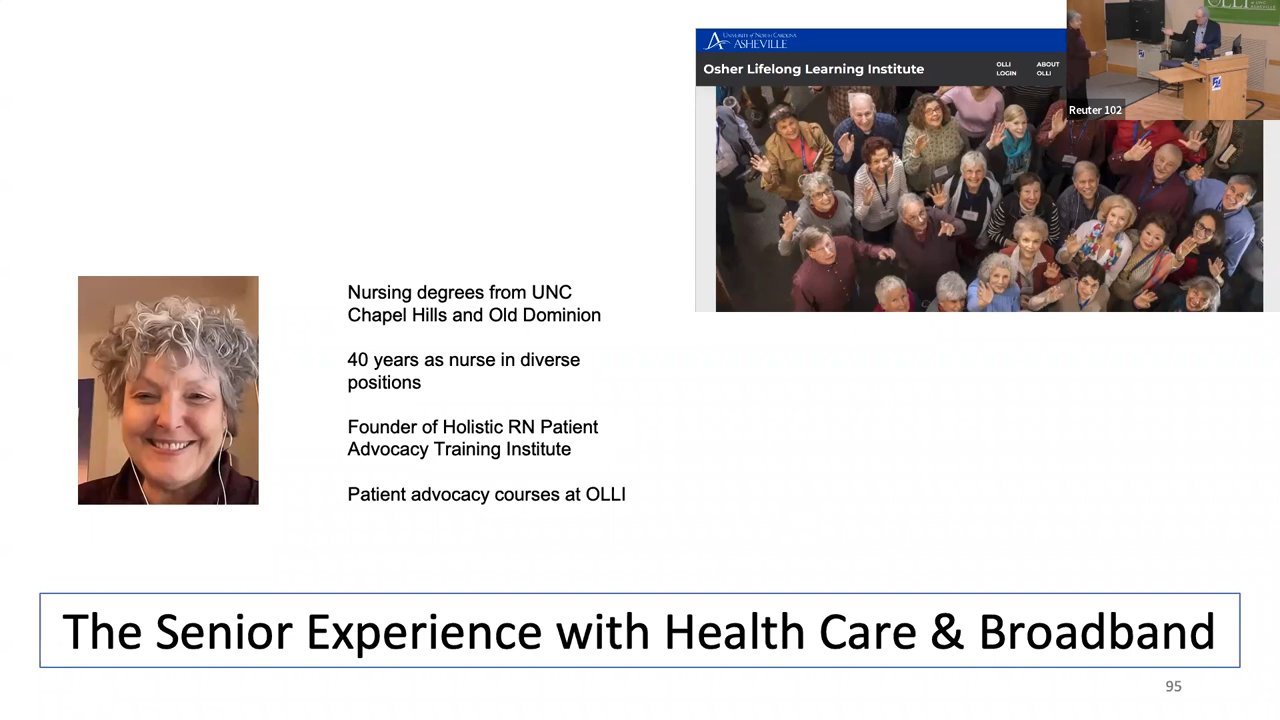 OLLI
UNIVERSITY OF NORTH CAROLINA
ASHEVILLE
Osher Lifelong Learning Institute
OLLI
LOGIN
ABOUT
OLLI
Reuter 102
Nursing degrees from UNC
Chapel Hills and Old Dominion
40 years as nurse in diverse
positions
Founder of Holistic RN Patient
Advocacy Training Institute
Patient advocacy courses at OLLI
The Senior Experience with Health Care & Broadband
95